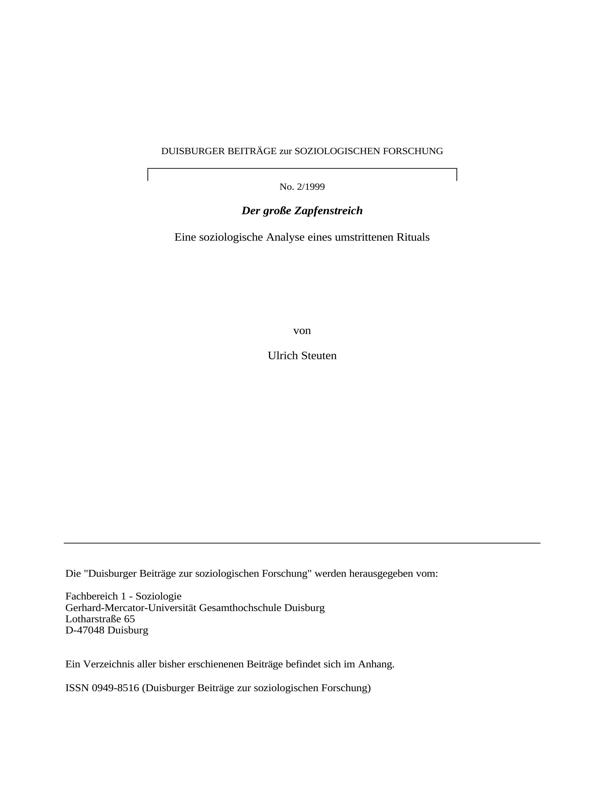 DUISBURGER BEITRÄGE zur SOZIOLOGISCHEN FORSCHUNG
No. 2/1999
Der große Zapfenstreich
Eine soziologische Analyse eines umstrittenen Rituals
von
Ulrich Steuten
Die "Duisburger Beiträge zur soziologischen Forschung" werden herausgegeben vom:
Fachbereich 1 - Soziologie
Gerhard-Mercator-Universität Gesamthochschule Duisburg
Lotharstraße 65
D-47048 Duisburg
Ein Verzeichnis aller bisher erschienenen Beiträge befindet sich im Anhang.
ISSN 0949-8516 (Duisburger Beiträge zur soziologischen Forschung)